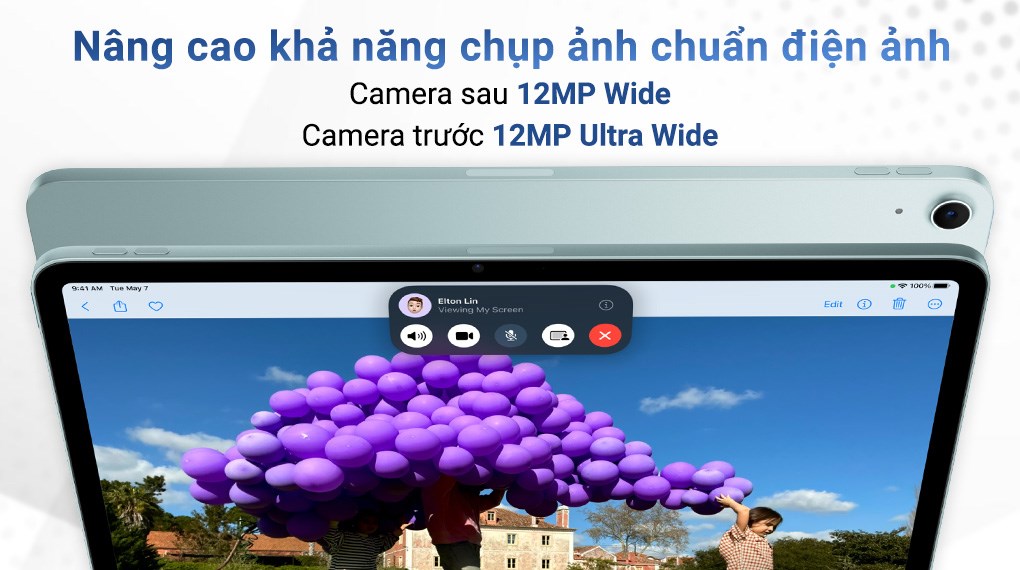 Nâng cao khả năng chụp ảnh chuẩn điện ảnh
Camera sau 12MP Wide
Camera trước 12MP Ultra Wide
9:41 AM Tue May 7
100%
Elton Lin
Viewing My Screen
Edit